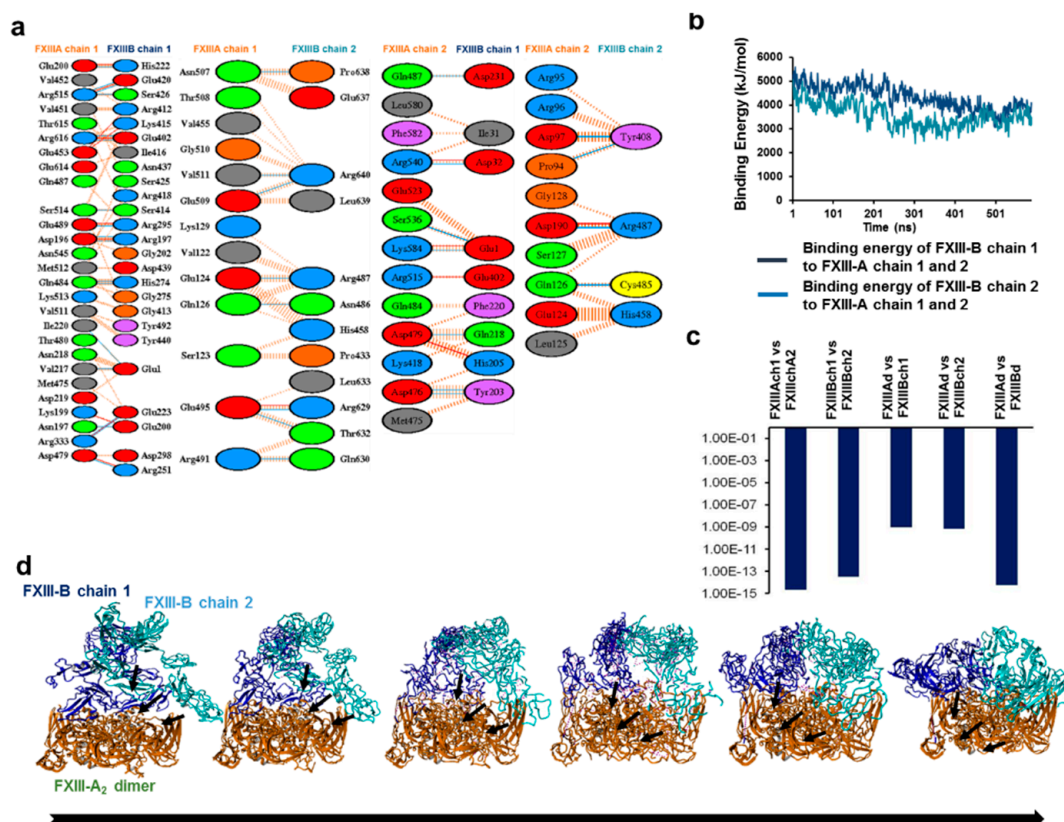 a
FXIIIA chain 1 FXIIIB chain 1
Glu200 His222
Val452 Glu420
Arg515 Ser426
Val451 Arg412
Thr615 Lys415
Arg616 Glu402
Glu453 Ile416
Glu614 Asn437
Gln487 Ser425
Arg418
Ser514 Ser414
Glu489 Arg295
Asp196 Arg197
Asn545 Gly202
Met512 Asp439
Gln484 His274
Lys513 Gly275
Val511 Gly413
Ile220 Tyr492
Thr480 Tyr440
Asn218
Val217 Glu1
Met475
Asp219
Lys199 Glu223
Asn197 Glu200
Arg333
Asp479 Asp298
Arg251
FXIIIA chain 1 FXIIIB chain 2
Asn507 Pro638
Thr508 Glu637
Val455
Gly510
Val511 Arg640
Glu509 Leu639
Lys129
Val122
Glu124 Arg487
Gln126 Asn486
His458
Ser123 Pro433
Leu633
Glu495 Arg629
Thr632
Arg491 Gln630
FXIIIA chain 2 FXIIIB chain 1
Gln487 Asp231
Leu580
Phe582 Ile31
Arg540 Asp32
Glu523
Ser536
Lys584 Glu1
Arg515 Glu402
Gln484 Phe220
Asp479 Gln218
Lys418 His205
Asp476 Tyr203
Met475
FXIIIA chain 2 FXIIIB chain 2
Arg95
Arg96
Asp97 Tyr408
Pro94
Gly128
Asp190 Arg487
Ser127
Gln126 Cys485
Glu124 His458
Leu125
b
Binding Energy (kJ/mol)
7000
6000
5000
4000
3000
2000
1000
0
1 101 201 301 401 501
Time (ns)
Binding energy of FXIII-B chain 1
to FXIII-A chain 1 and 2
Binding energy of FXIII-B chain 2
to FXIII-A chain 1 and 2
c
FXIIIAch1 vs
FXIIIchA2
FXIIIBch1 vs
FXIIIBch2
FXIIIAd vs
FXIIIBch1
FXIIIAd vs
FXIIIBch2
FXIIIAd vs
FXIIIBd
1.00E-01
1.00E-03
1.00E-05
1.00E-07
1.00E-09
1.00E-11
1.00E-13
1.00E-15
d
FXIII-B chain 1
FXIII-B chain 2
FXIII-A₂ dimer